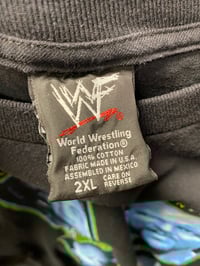 WF
World Wrestling
Federation®
100% COTTON
FABRIC MADE IN U.S.A.
ASSEMBLED IN MEXICO
2XL CARE ON
REVERSE